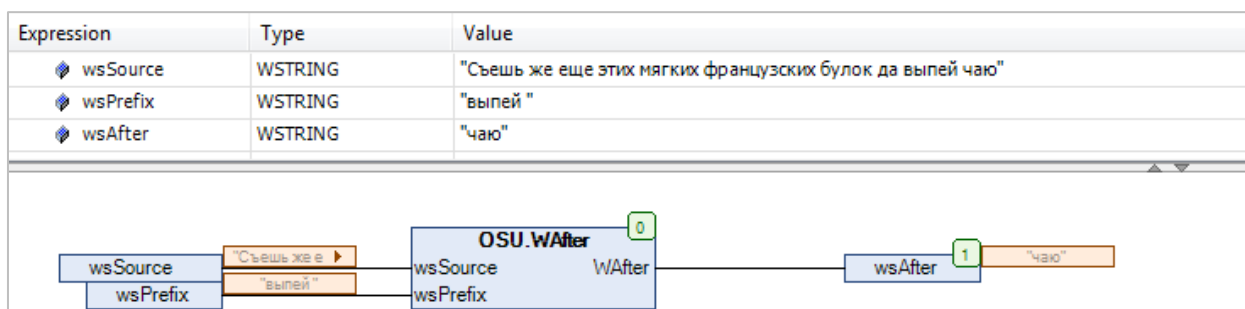 Expression Type Value
wsSource WSTRING "Съешь же еще этих мягких французских булок да выпей чаю"
wsPrefix WSTRING "выпей "
wsAfter WSTRING "чаю"
0
OSU.WAfter
wsSource "Съешь же е wsSource WAfter wsAfter 1 "чаю"
wsPrefix "выпей " wsPrefix